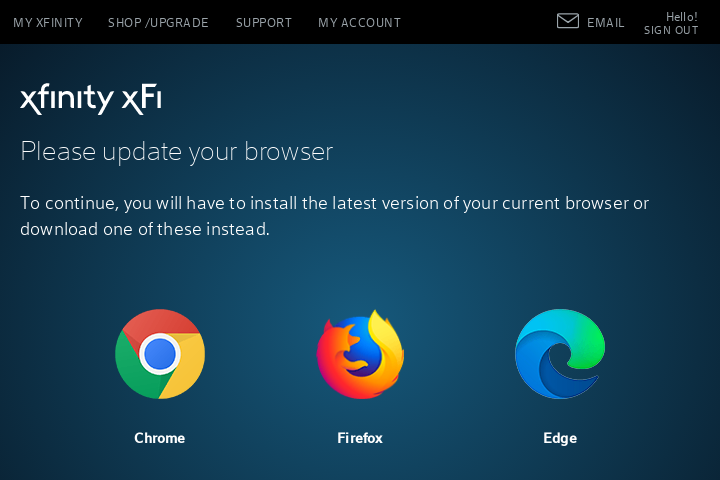 MY XFINITY SHOP /UPGRADE SUPPORT MY ACCOUNT EMAIL Hello!
SIGN OUT
xfinity xFi
Please update your browser
To continue, you will have to install the latest version of your current browser or
download one of these instead.
Chrome Firefox Edge